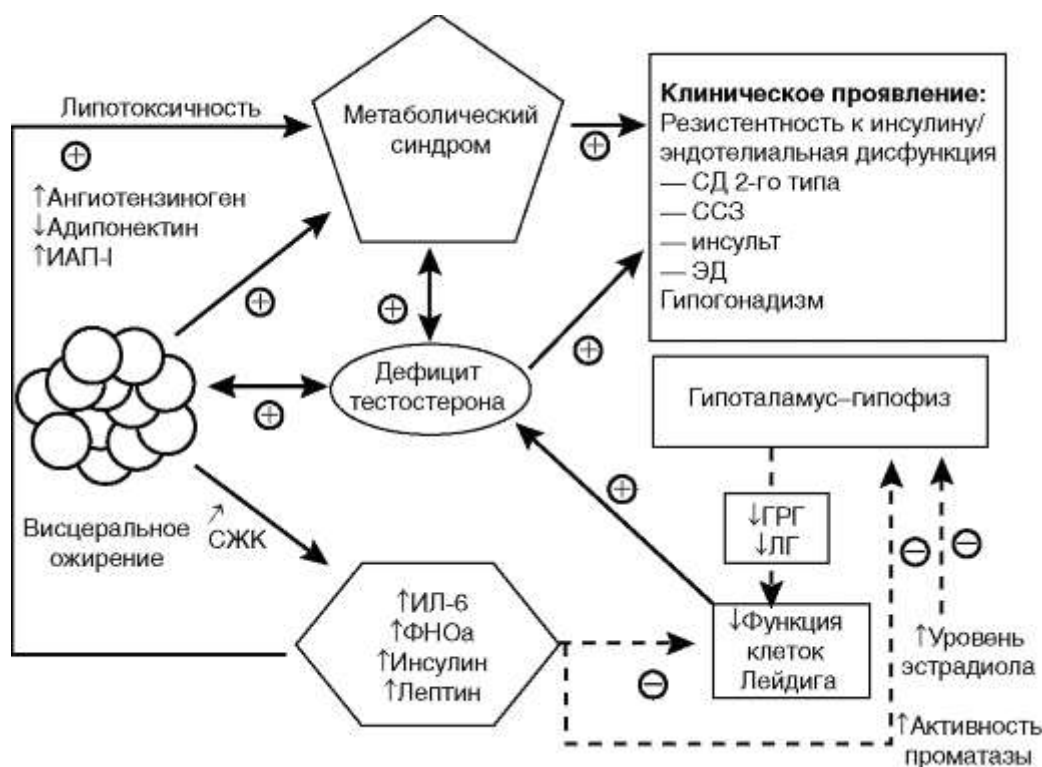 Липотоксичность
↑Ангиотензиноген
↓Адипонектин
↑ИАП-I
Метаболический
синдром
Клиническое проявление:
Резистентность к инсулину/
эндотелиальная дисфункция
— СД 2-го типа
— ССЗ
— инсульт
— ЭД
Гипогонадизм
Дефицит
тестостерона
Гипоталамус–гипофиз
↓ГРГ
↓ЛГ
Висцеральное
ожирение
↗
СЖК
↑ИЛ-6
↑ФНОа
↑Инсулин
↑Лептин
↓Функция
клеток
Лейдига
↑Уровень
эстрадиола
↑Активность
проматазы